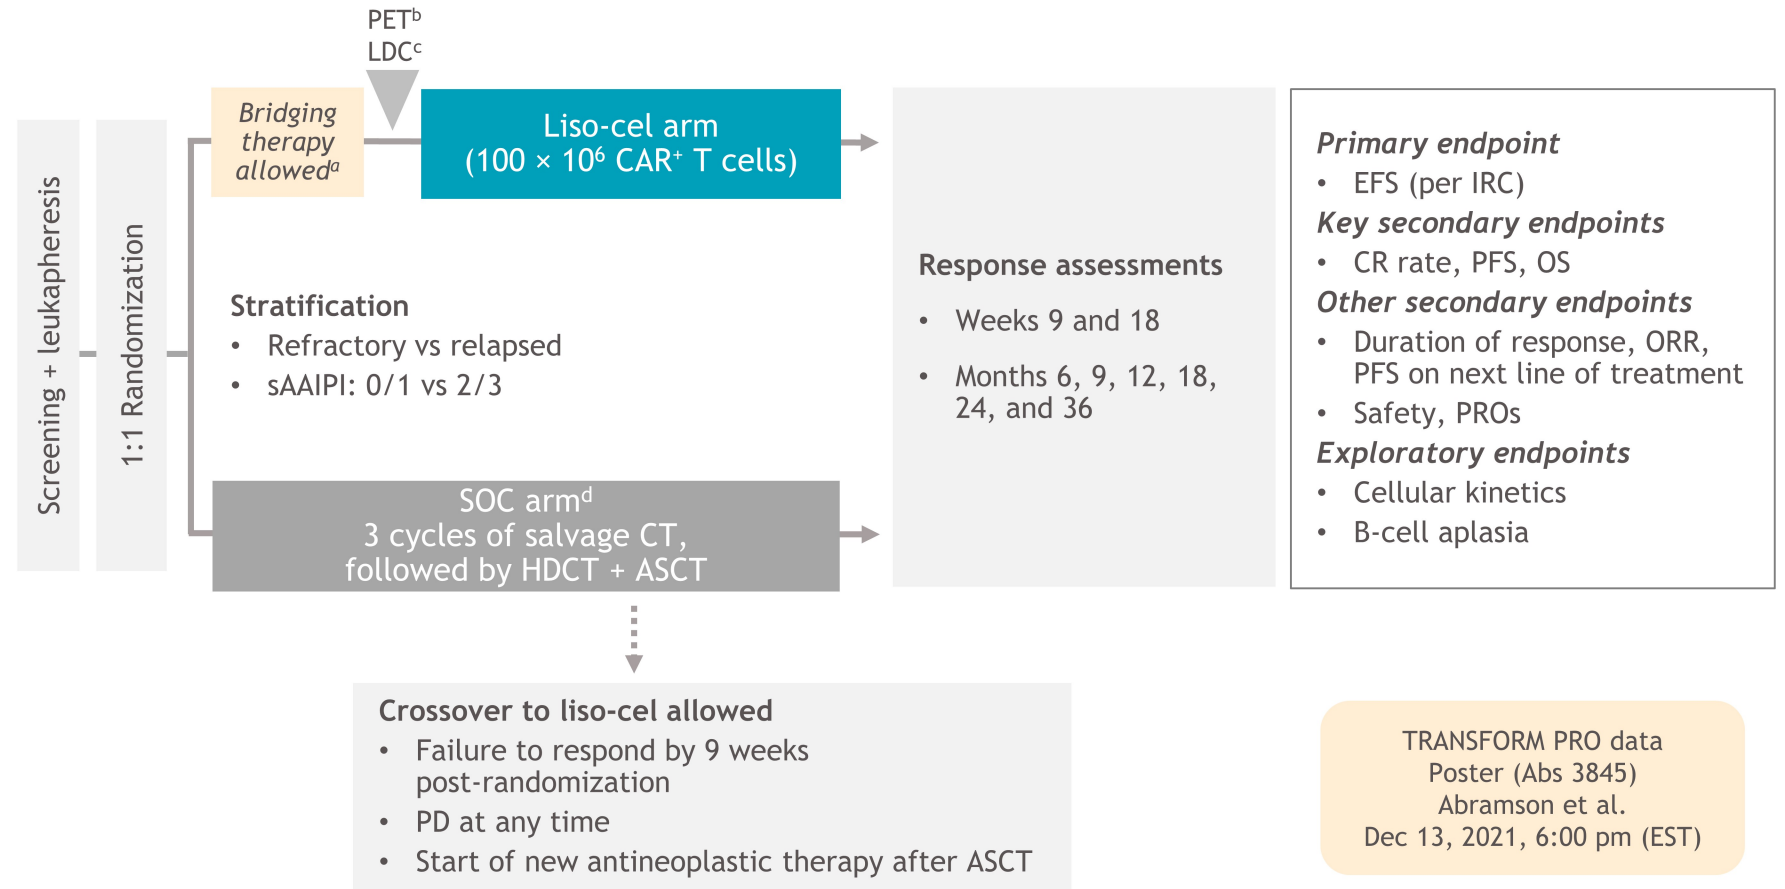 PETᵇ
LDCᶜ
Screening + leukapheresis
1:1 Randomization
Bridging
therapy
allowedᵃ
Liso-cel arm
(100 × 10⁶ CAR⁺ T cells)
Stratification
• Refractory vs relapsed
• sAAIPI: 0/1 vs 2/3
SOC armᵈ
3 cycles of salvage CT,
followed by HDCT + ASCT
Crossover to liso-cel allowed
• Failure to respond by 9 weeks
post-randomization
• PD at any time
• Start of new antineoplastic therapy after ASCT
Response assessments
• Weeks 9 and 18
• Months 6, 9, 12, 18,
24, and 36
Primary endpoint
• EFS (per IRC)
Key secondary endpoints
• CR rate, PFS, OS
Other secondary endpoints
• Duration of response, ORR,
PFS on next line of treatment
• Safety, PROs
Exploratory endpoints
• Cellular kinetics
• B-cell aplasia
TRANSFORM PRO data
Poster (Abs 3845)
Abramson et al.
Dec 13, 2021, 6:00 pm (EST)